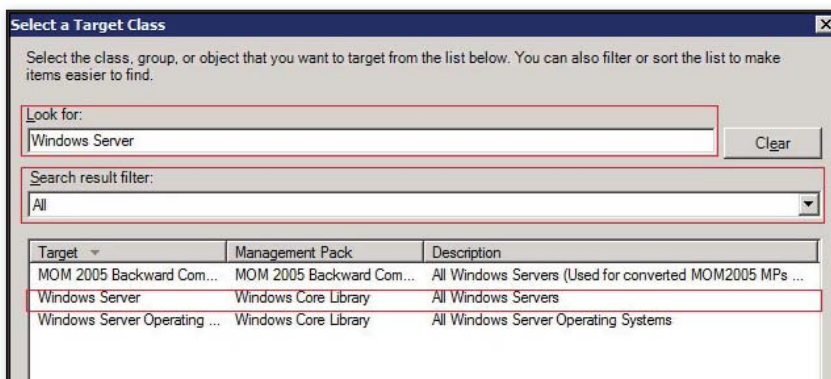 Select a Target Class
Select the class, group, or object that you want to target from the list below. You can also filter or sort the list to make
items easier to find.
Look for:
Windows Server
Clear
Search result filter:
All
Target Management Pack Description
MOM 2005 Backward Com... MOM 2005 Backward Com... All Windows Servers (Used for converted MOM2005 MPs ...
Windows Server Windows Core Library All Windows Servers
Windows Server Operating ... Windows Core Library All Windows Server Operating Systems